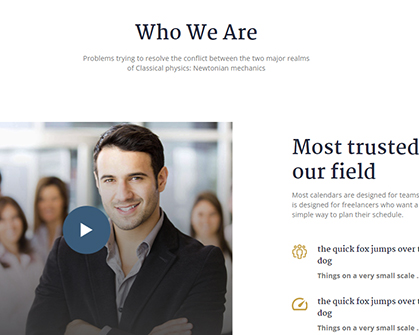 Who We Are
Problems trying to resolve the conflict between the two major realms
of Classical physics: Newtonian mechanics
Most trusted
our field
Most calendars are designed for teams
is designed for freelancers who want a
simple way to plan their schedule.
the quick fox jumps over t
dog
Things on a very small scale .
the quick fox jumps over t
dog
Things on a very small scale .